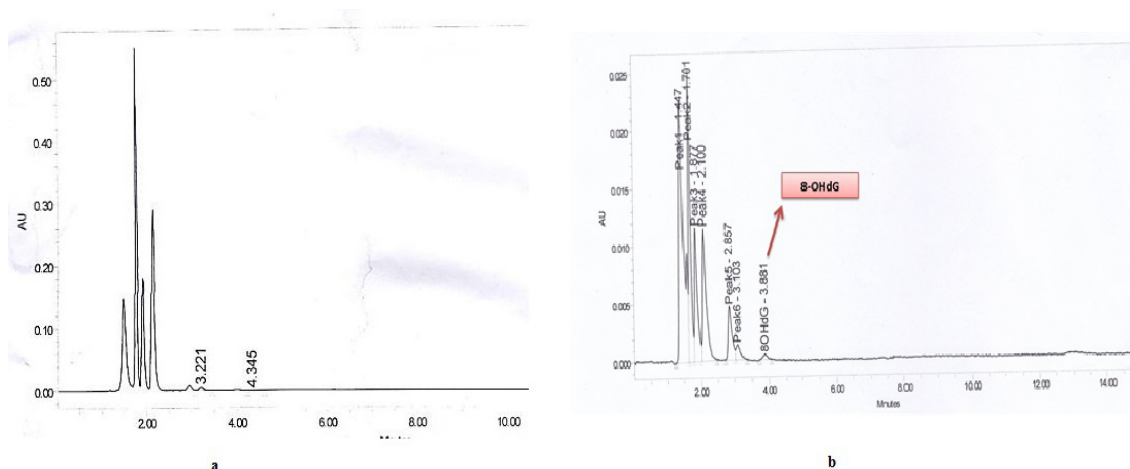 0.50
0.40
0.30
0.20
0.10
0.00
AU
3.221
4.345
2.00
4.00
6.00
8.00
10.00
a
0.025
0.020
0.015
0.010
0.005
0.000
AU
Peak1 - 1.447
Peak2 - 1.701
Peak3 - 1.877
Peak4 - 2.100
Peak5 - 2.857
Peak6 - 3.103
8OHdG - 3.881
8-OHdG
2.00
4.00
6.00
8.00
10.00
12.00
14.00
Minutes
b